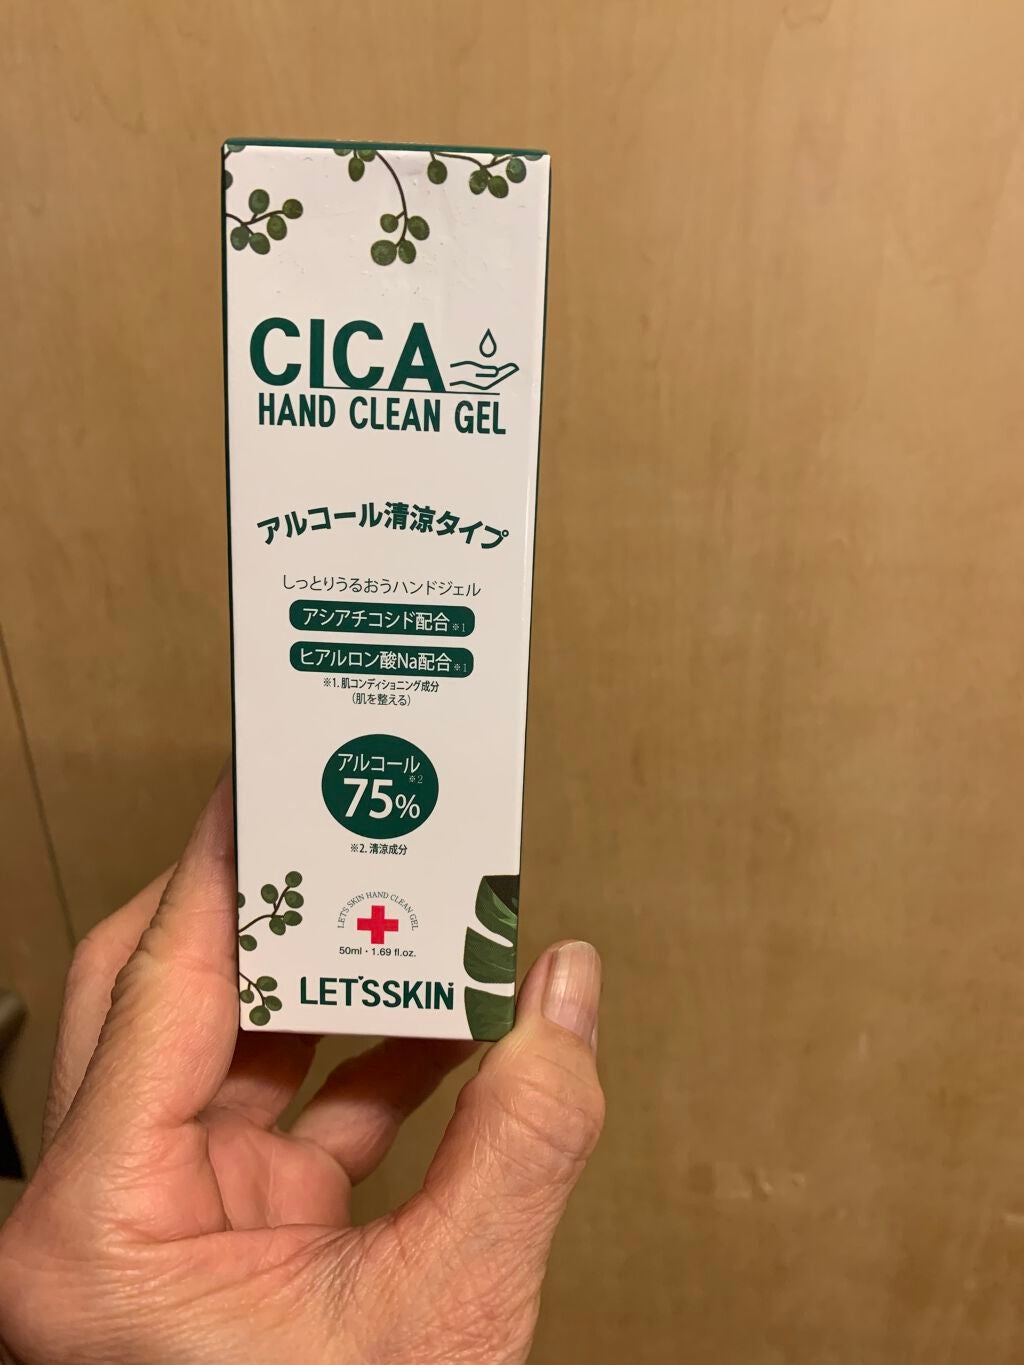 CICA
HAND CLEAN GEL
アルコール清涼タイプ
しっとりうるおうハンドジェル
アシアチコシド配合※1
ヒアルロン酸Na配合※1
※1. 肌コンディショニング成分
(肌を整える)
アルコール
※2
75%
※2. 清涼成分
LET'S SKIN HAND CLEAN GEL
50ml・1.69 fl.oz.
LET'SSKIN